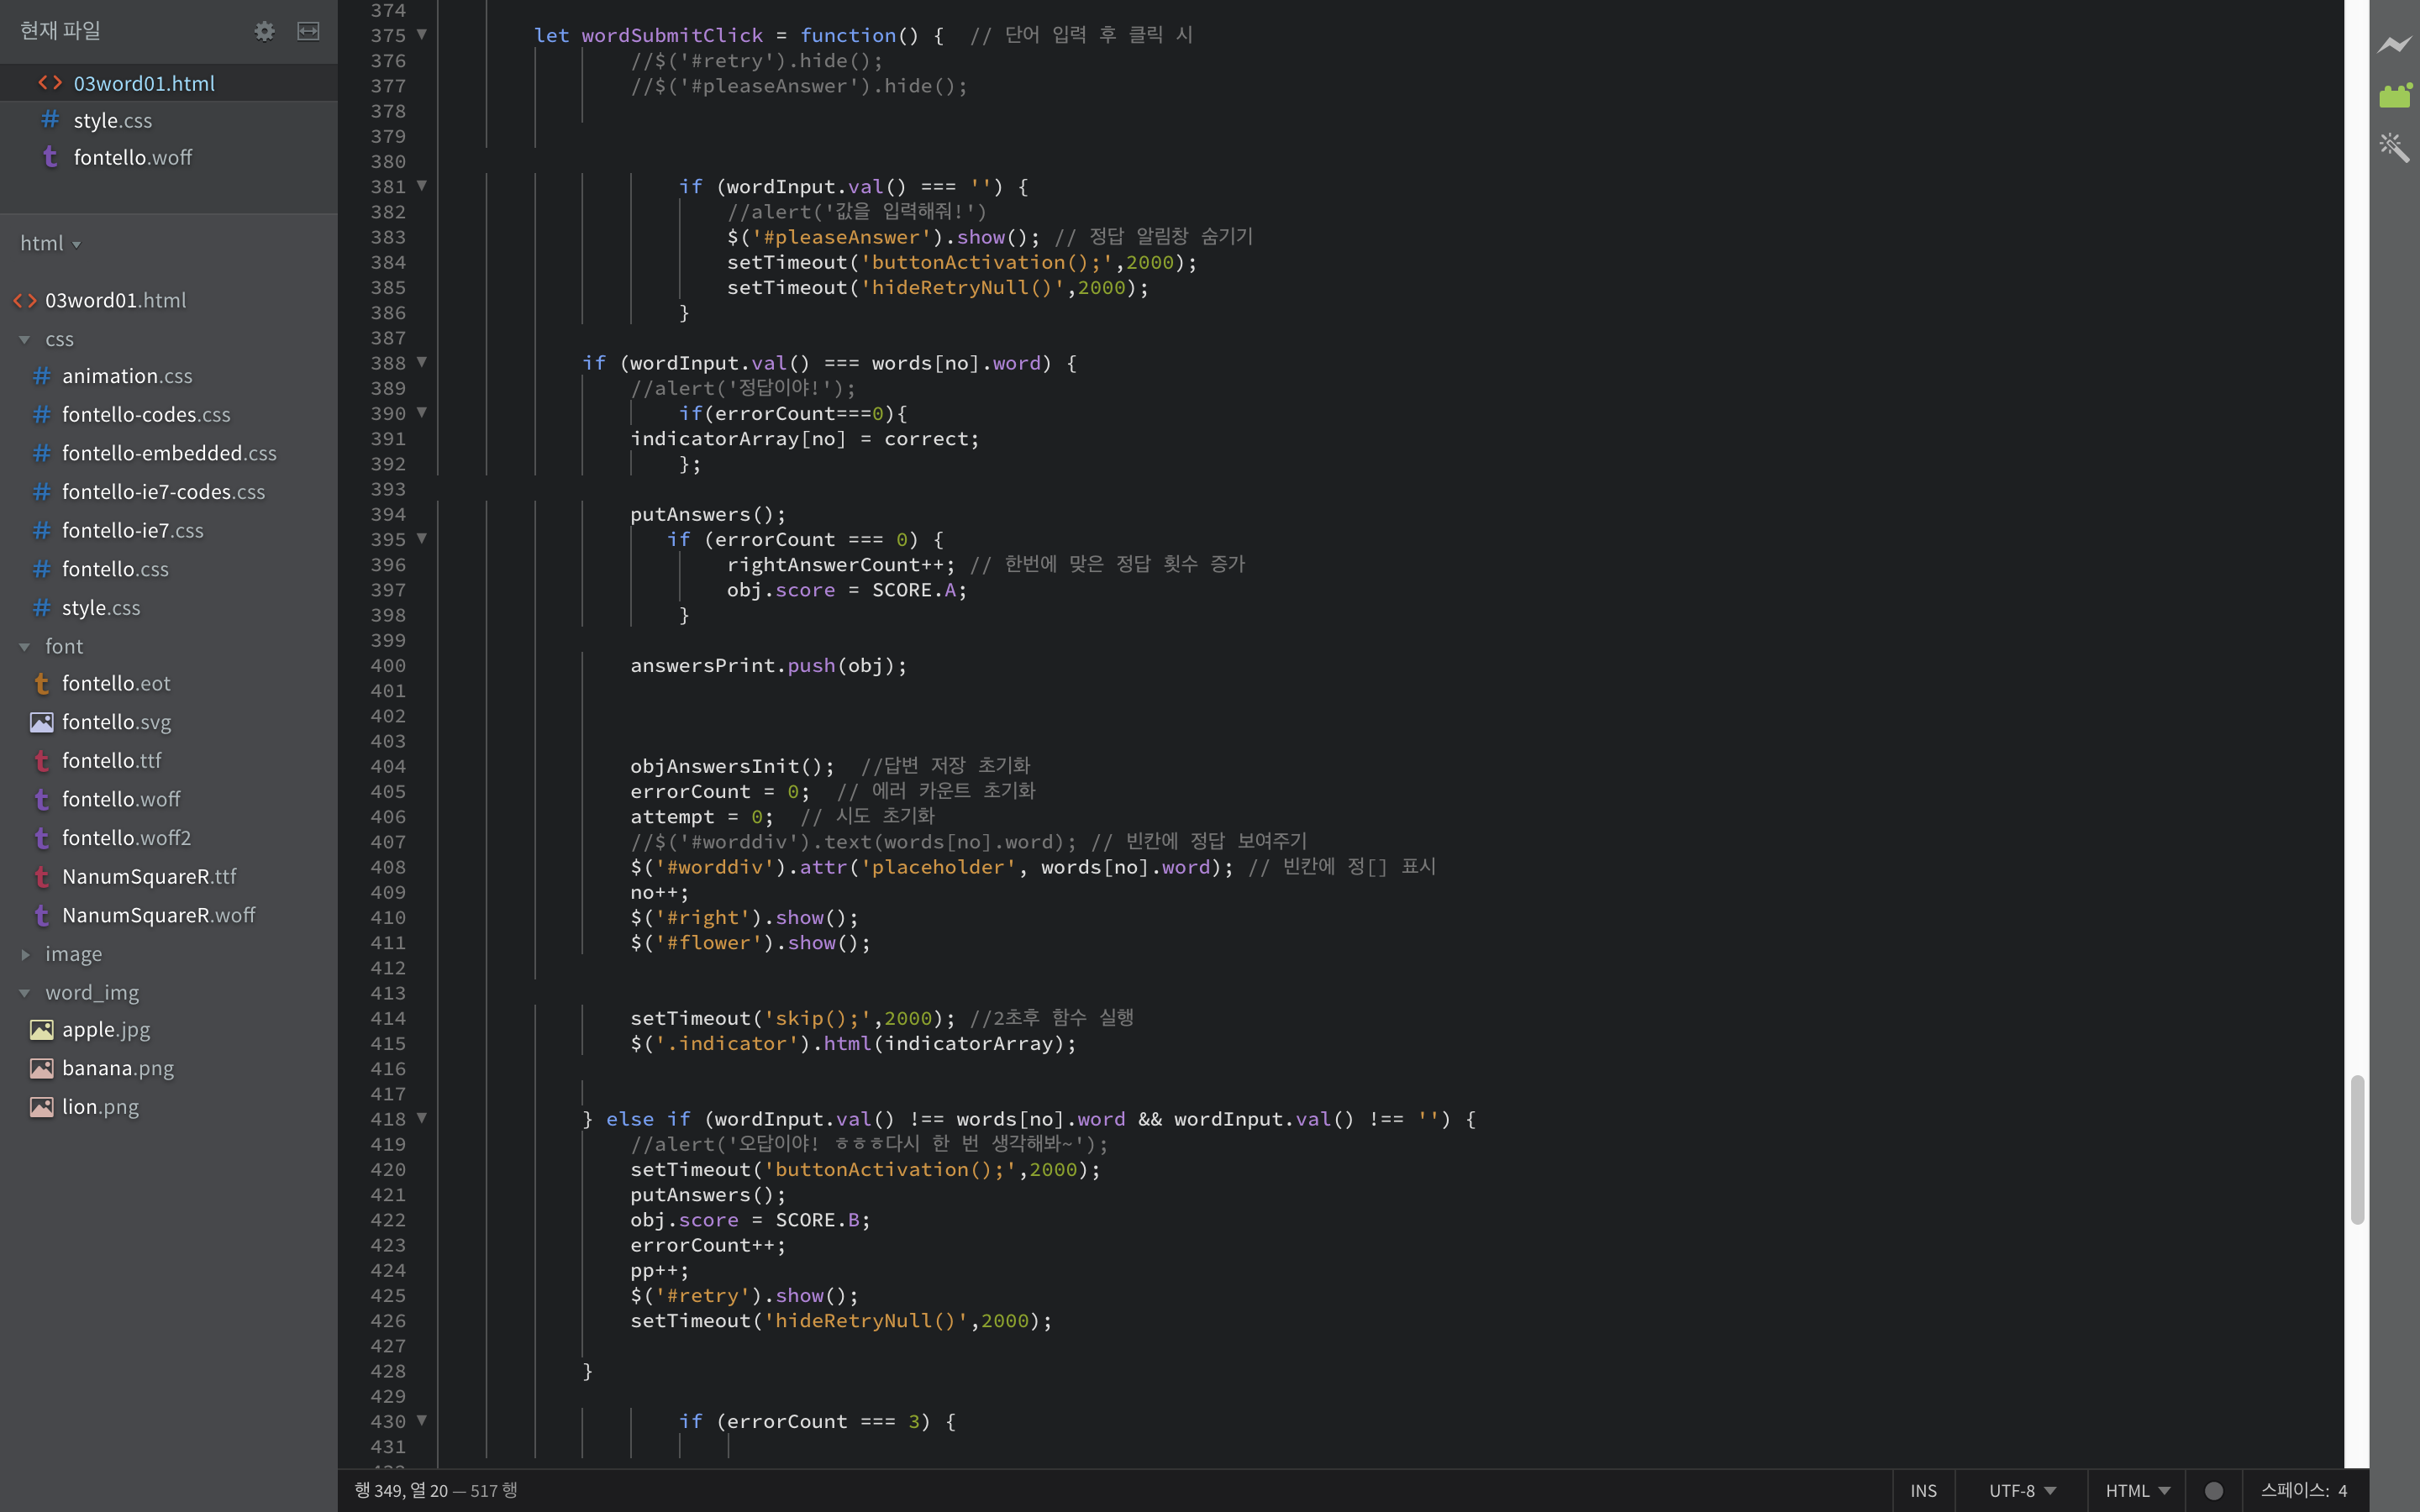 현재 파일
03word01.html
style.css
fontello.woff
html
03word01.html
css
animation.css
fontello-codes.css
fontello-embedded.css
fontello-ie7-codes.css
fontello-ie7.css
fontello.css
style.css
font
fontello.eot
fontello.svg
fontello.ttf
fontello.woff
fontello.woff2
NanumSquareR.ttf
NanumSquareR.woff
image
word_img
apple.jpg
banana.png
lion.png
374
375 let wordSubmitClick = function() {  // 단어 입력 후 클릭 시
376 //$('#retry').hide();
377 //$('#pleaseAnswer').hide();
378
379
380
381 if (wordInput.val() === '') {
382 //alert('값을 입력해줘!')
383 $('#pleaseAnswer').show(); // 정답 알림창 숨기기
384 setTimeout('buttonActivation();',2000);
385 setTimeout('hideRetryNull()',2000);
386 }
387
388 if (wordInput.val() === words[no].word) {
389 //alert('정답이야!');
390 if(errorCount===0){
391 indicatorArray[no] = correct;
392 };
393
394 putAnswers();
395 if (errorCount === 0) {
396 rightAnswerCount++; // 한번에 맞은 정답 횟수 증가
397 obj.score = SCORE.A;
398 }
399
400 answersPrint.push(obj);
401
402
403
404 objAnswersInit();  //답변 저장 초기화
405 errorCount = 0;  // 에러 카운트 초기화
406 attempt = 0;  // 시도 초기화
407 //$('#worddiv').text(words[no].word); // 빈칸에 정답 보여주기
408 $('#worddiv').attr('placeholder', words[no].word); // 빈칸에 정[] 표시
409 no++;
410 $('#right').show();
411 $('#flower').show();
412
413
414 setTimeout('skip();',2000); //2초후 함수 실행
415 $('.indicator').html(indicatorArray);
416
417
418 } else if (wordInput.val() !== words[no].word && wordInput.val() !== '') {
419 //alert('오답이야! ㅎㅎㅎ다시 한 번 생각해봐~');
420 setTimeout('buttonActivation();',2000);
421 putAnswers();
422 obj.score = SCORE.B;
423 errorCount++;
424 pp++;
425 $('#retry').show();
426 setTimeout('hideRetryNull()',2000);
427
428 }
429
430 if (errorCount === 3) {
431
행 349, 열 20 — 517 행
INS
UTF-8
HTML
스페이스: 4